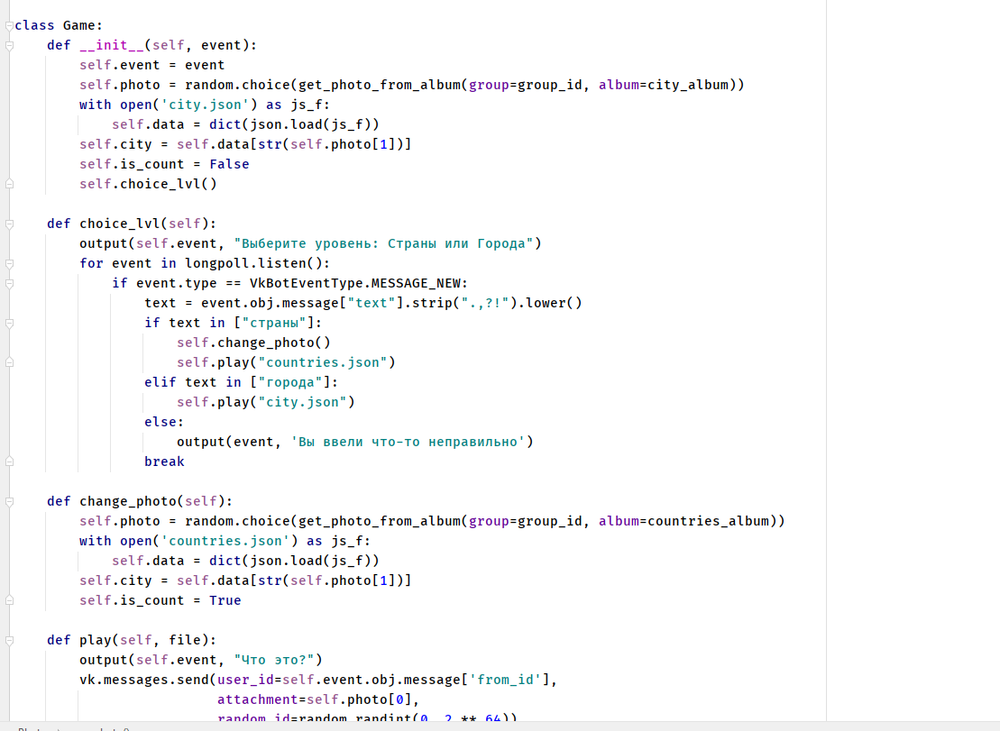 class Game:
    def __init__(self, event):
        self.event = event
        self.photo = random.choice(get_photo_from_album(group=group_id, album=city_album))
        with open('city.json') as js_f:
            self.data = dict(json.load(js_f))
        self.city = self.data[str(self.photo[1])]
        self.is_count = False
        self.choice_lvl()
    def choice_lvl(self):
        output(self.event, "Выберите уровень: Страны или Города")
        for event in longpoll.listen():
            if event.type == VkBotEventType.MESSAGE_NEW:
                text = event.obj.message["text"].strip(".,?!").lower()
                if text in ["страны"]:
                    self.change_photo()
                    self.play("countries.json")
                elif text in ["города"]:
                    self.play("city.json")
                else:
                    output(event, 'Вы ввели что-то неправильно')
                break
    def change_photo(self):
        self.photo = random.choice(get_photo_from_album(group=group_id, album=countries_album))
        with open('countries.json') as js_f:
            self.data = dict(json.load(js_f))
        self.city = self.data[str(self.photo[1])]
        self.is_count = True
    def play(self, file):
        output(self.event, "Что это?")
        vk.messages.send(user_id=self.event.obj.message['from_id'],
                         attachment=self.photo[0],
                         random_id=random.randint(0, 2 ** 64))